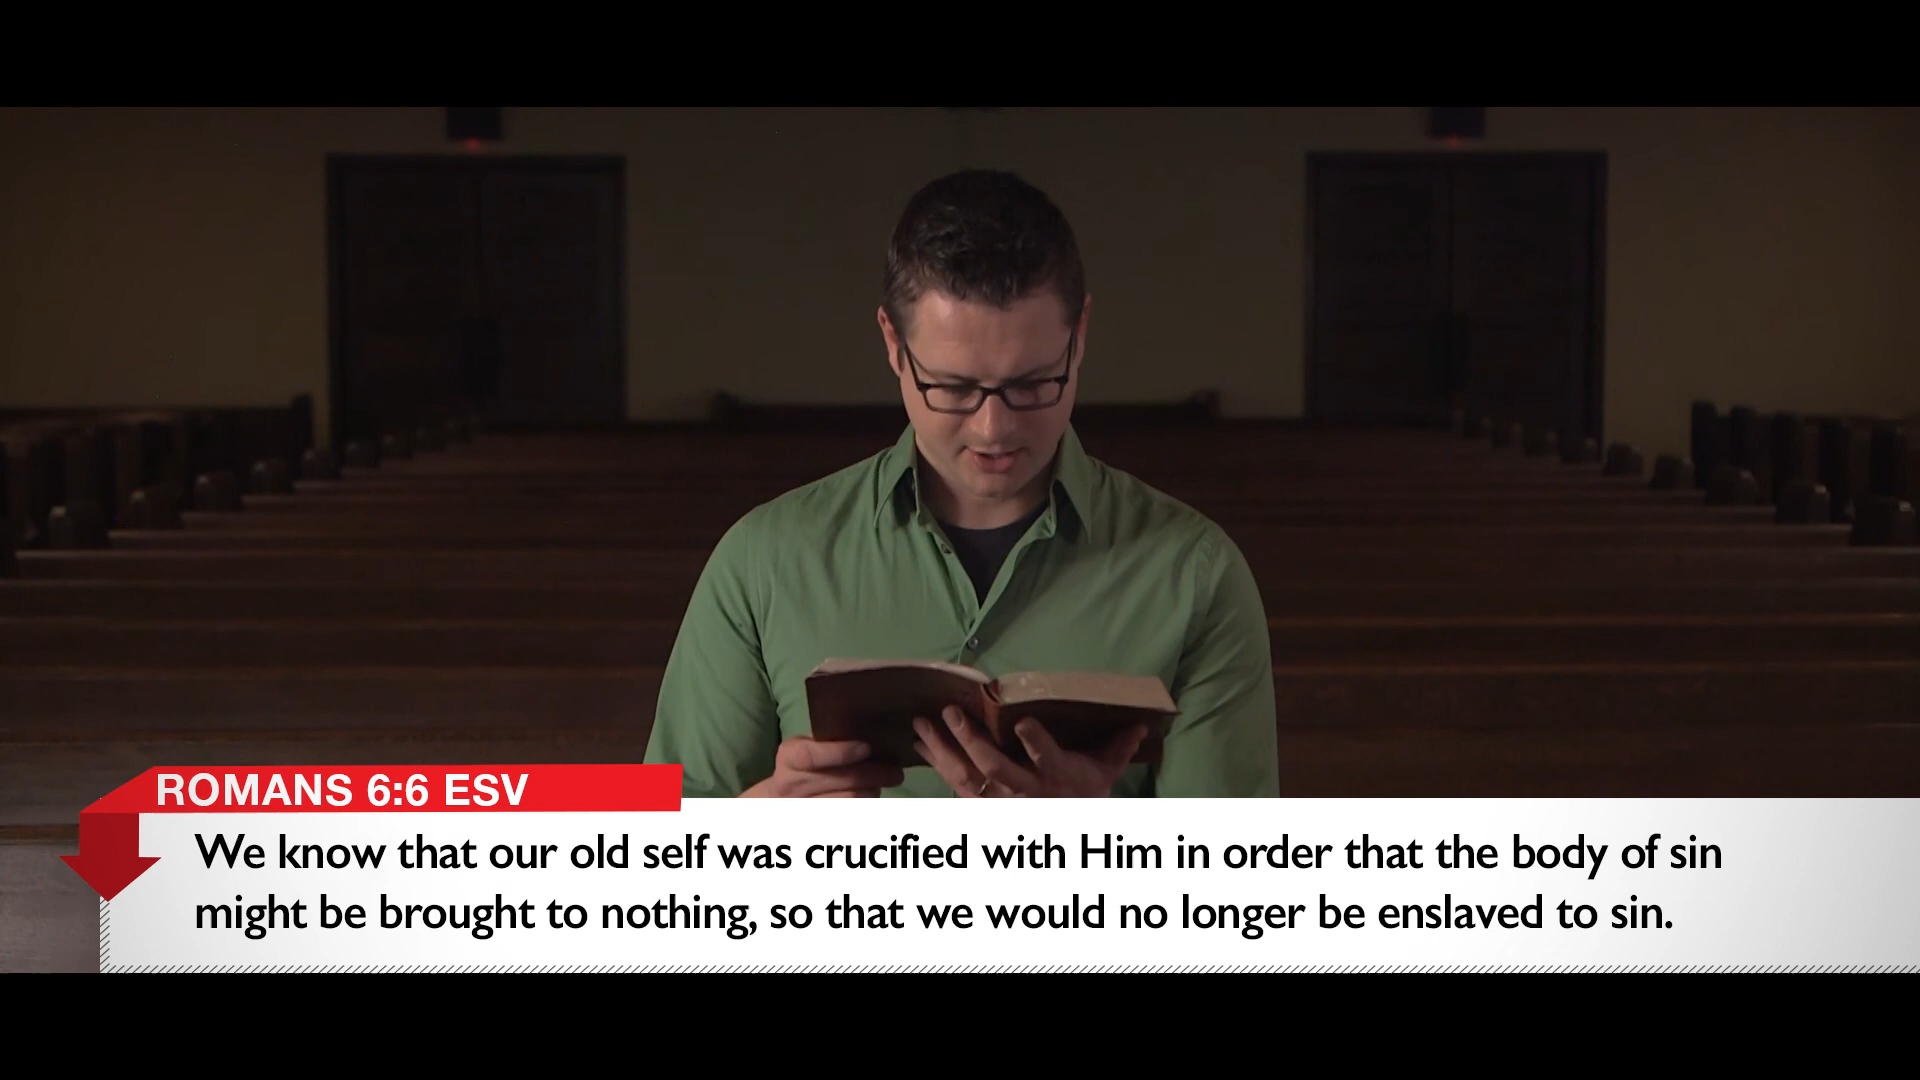 ROMANS 6:6 ESV
We know that our old self was crucified with Him in order that the body of sin
might be brought to nothing, so that we would no longer be enslaved to sin.